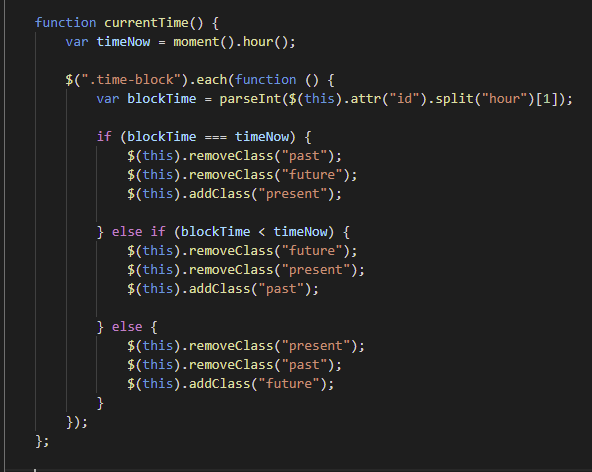 function currentTime() {
var timeNow = moment().hour();
$(".time-block").each(function () {
var blockTime = parseInt($(this).attr("id").split("hour")[1]);
if (blockTime === timeNow) {
$(this).removeClass("past");
$(this).removeClass("future");
$(this).addClass("present");
} else if (blockTime < timeNow) {
$(this).removeClass("future");
$(this).removeClass("present");
$(this).addClass("past");
} else {
$(this).removeClass("present");
$(this).removeClass("past");
$(this).addClass("future");
}
});
};